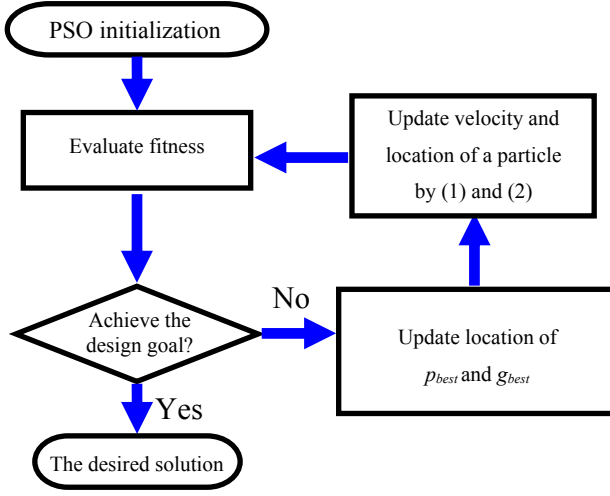 PSO initialization
Evaluate fitness
Update velocity and
location of a particle
by (1) and (2)
Achieve the
design goal?
No
Update location of
pbest and gbest
Yes
The desired solution